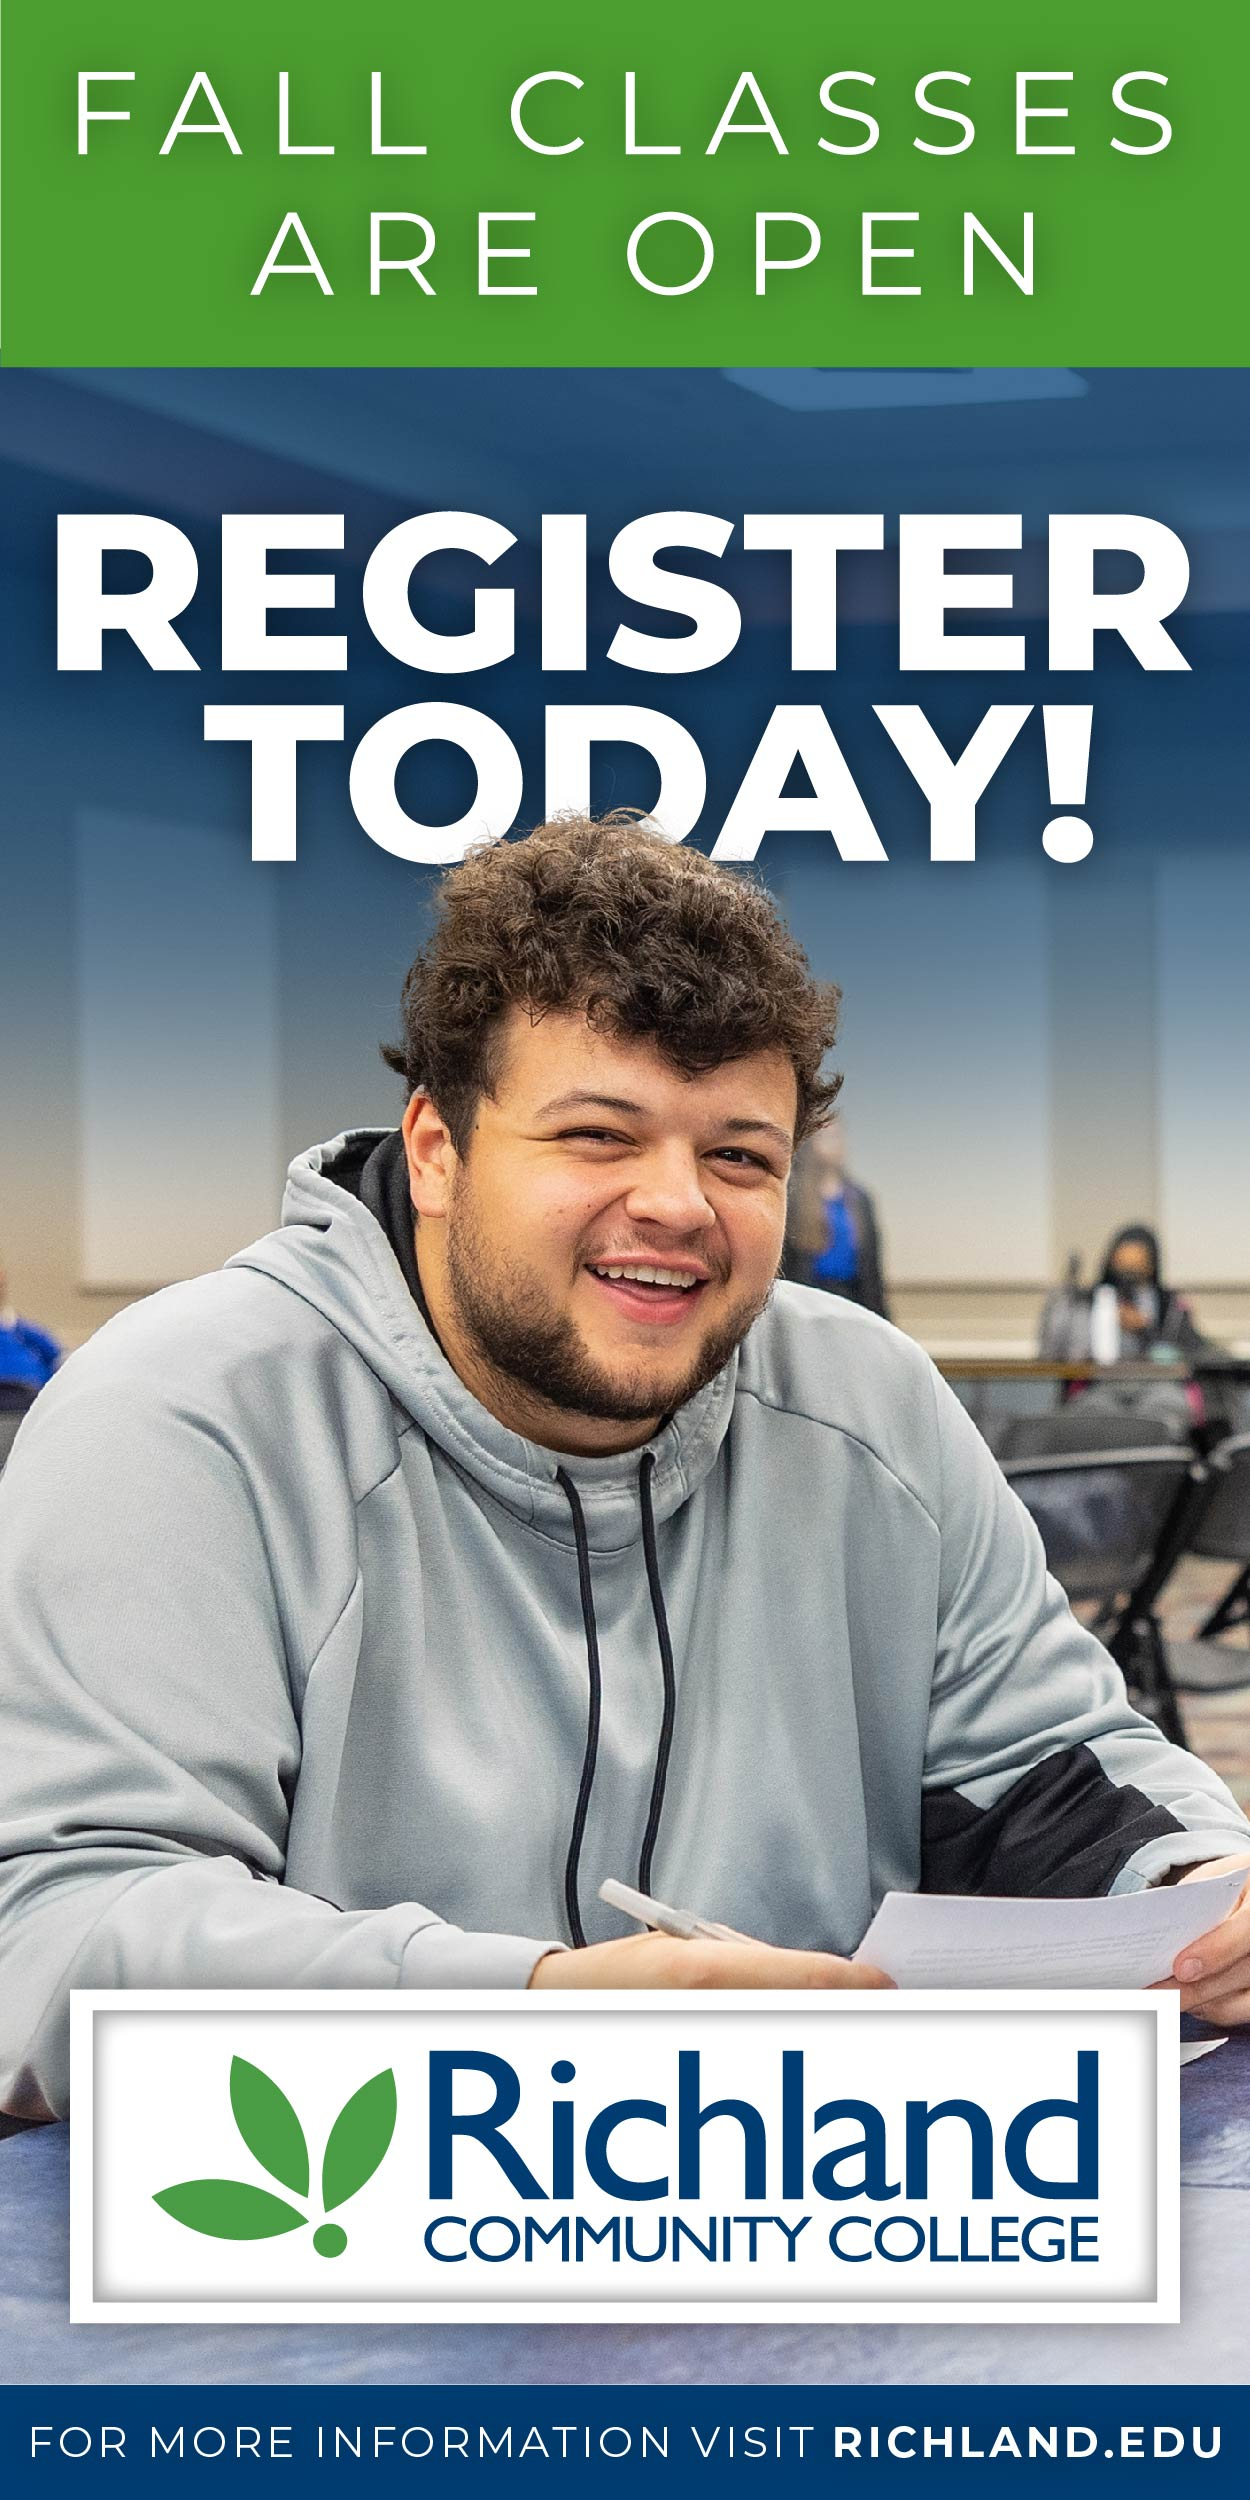 FALL CLASSES
ARE OPEN
REGISTER
TODAY!
Richland
COMMUNITY COLLEGE
FOR MORE INFORMATION VISIT RICHLAND.EDU